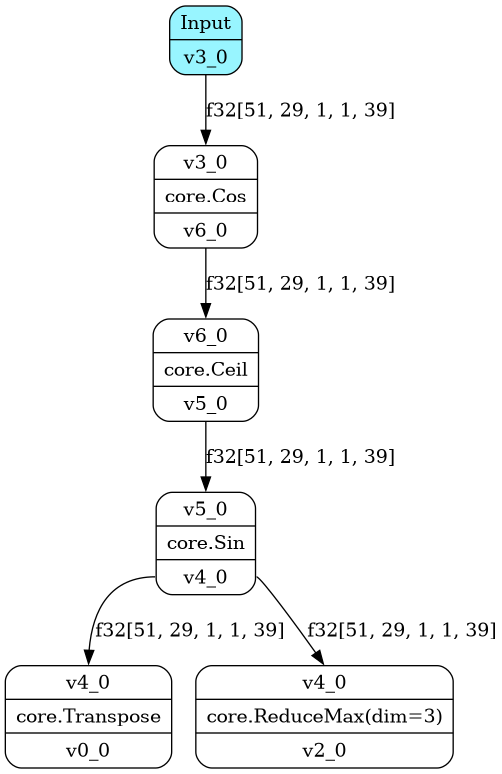 Input
v3_0
f32[51, 29, 1, 1, 39]
v3_0
core.Cos
v6_0
f32[51, 29, 1, 1, 39]
v6_0
core.Ceil
v5_0
f32[51, 29, 1, 1, 39]
v5_0
core.Sin
v4_0
f32[51, 29, 1, 1, 39]
f32[51, 29, 1, 1, 39]
v4_0
core.Transpose
v0_0
v4_0
core.ReduceMax(dim=3)
v2_0